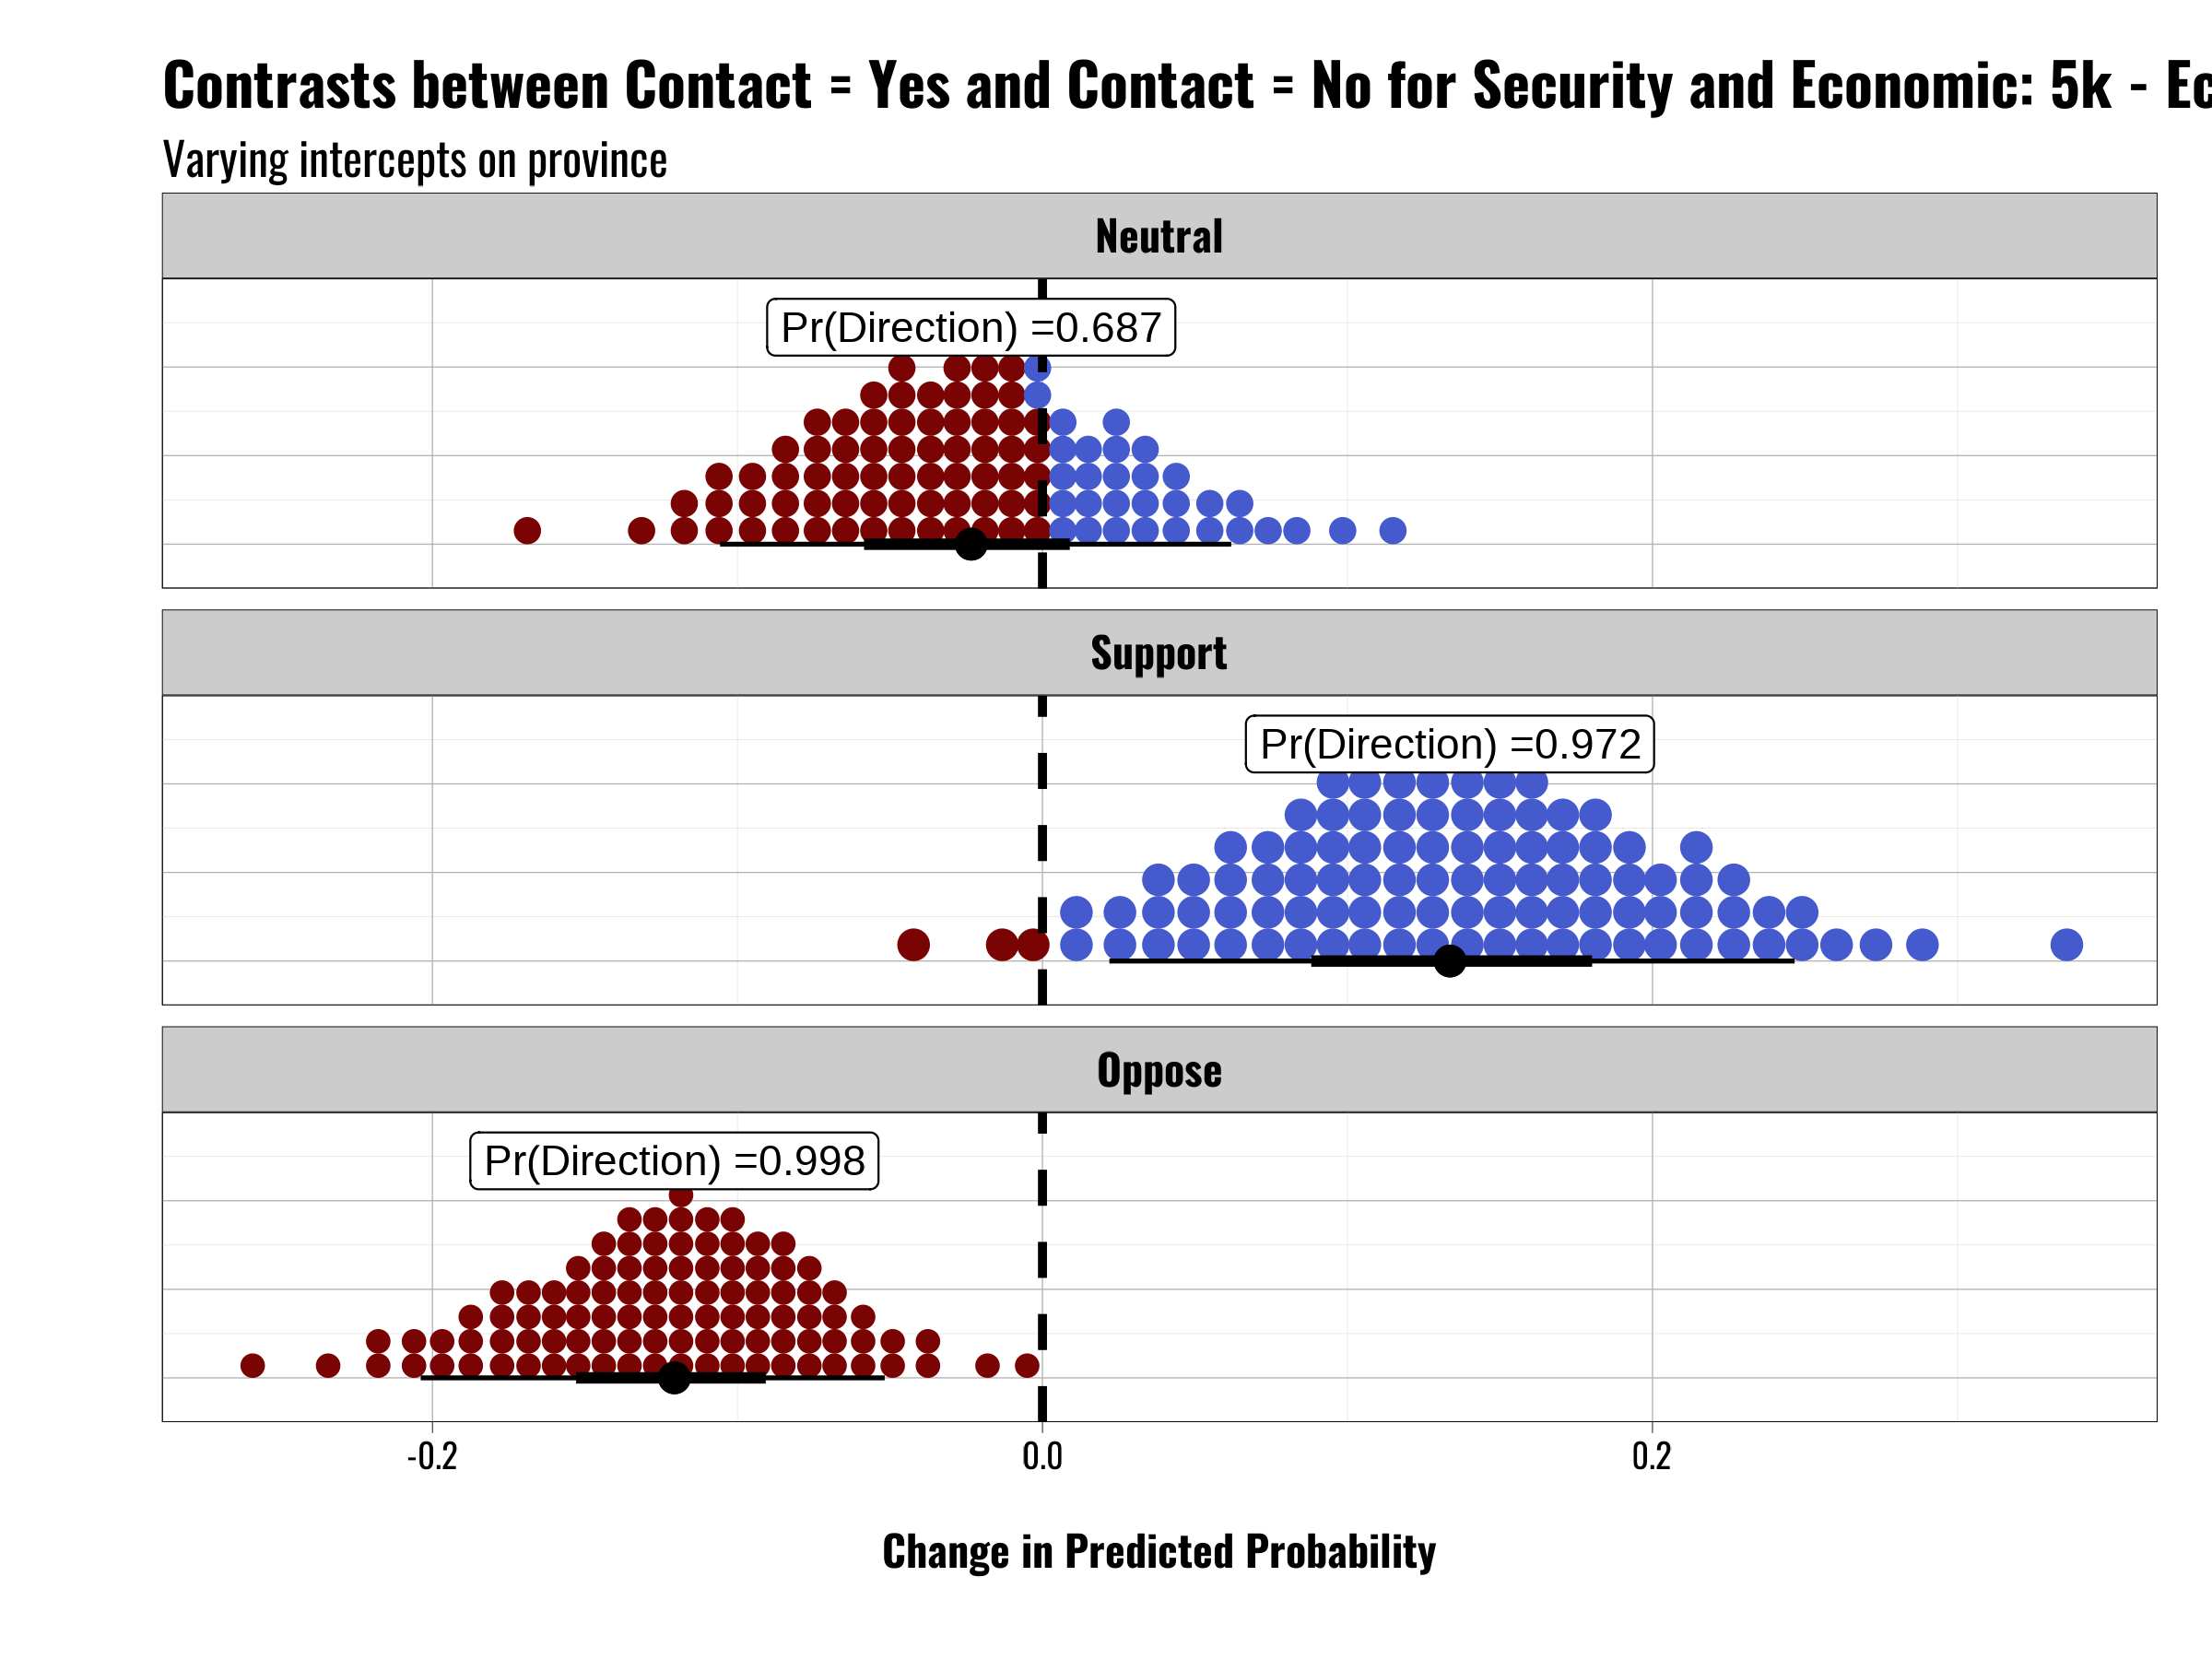 Contrasts between Contact = Yes and Contact = No for Security and Economic: 5k - Ec
Varying intercepts on province
Neutral
Pr(Direction) =0.687
Support
Pr(Direction) =0.972
Oppose
Pr(Direction) =0.998
-0.2 0.0 0.2
Change in Predicted Probability